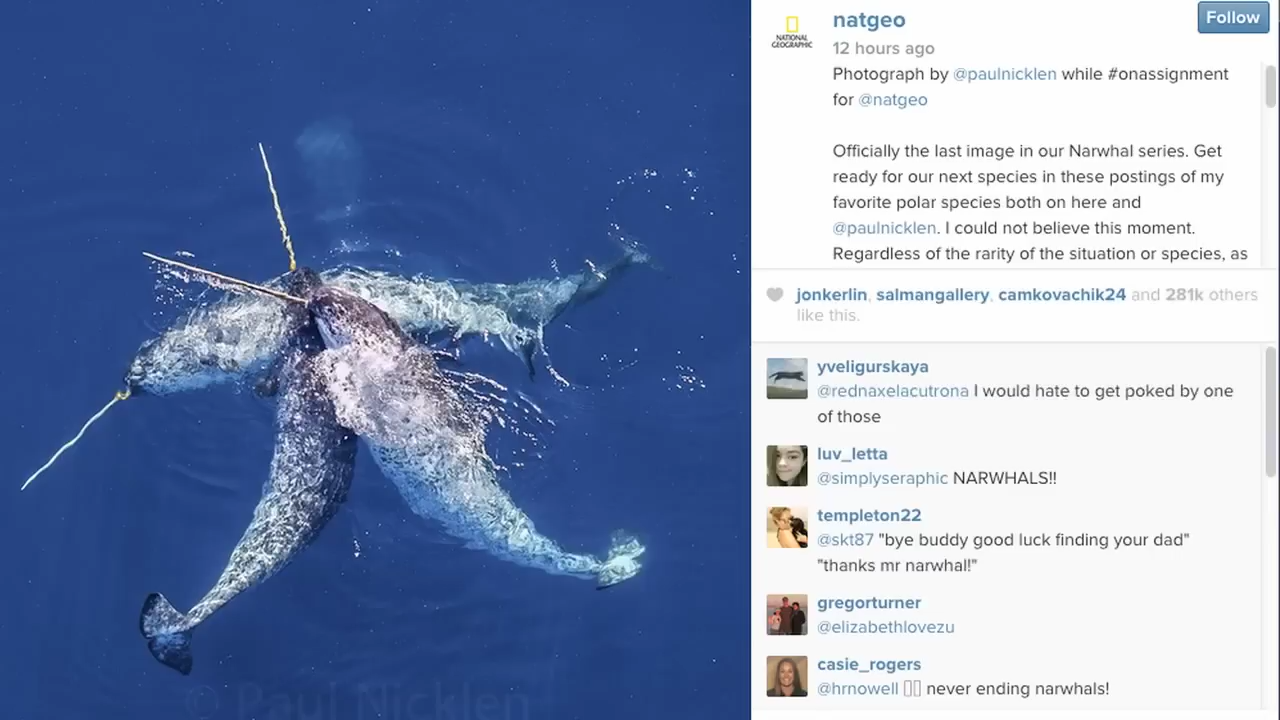 natgeo
Follow
NATIONAL
GEOGRAPHIC
12 hours ago
Photograph by @paulnicklen while #onassignment
for @natgeo
Officially the last image in our Narwhal series. Get
ready for our next species in these postings of my
favorite polar species both on here and
@paulnicklen. I could not believe this moment.
Regardless of the rarity of the situation or species, as
jonkerlin, salmangallery, camkovachik24 and 281k others
like this.
yveligurskaya
@rednaxelacutrona I would hate to get poked by one
of those
luv_letta
@simplyseraphic NARWHALS!!
templeton22
@skt87 "bye buddy good luck finding your dad"
"thanks mr narwhal!"
gregorturner
@elizabethlovezu
casie_rogers
@hrnowell never ending narwhals!
© Paul Nicklen